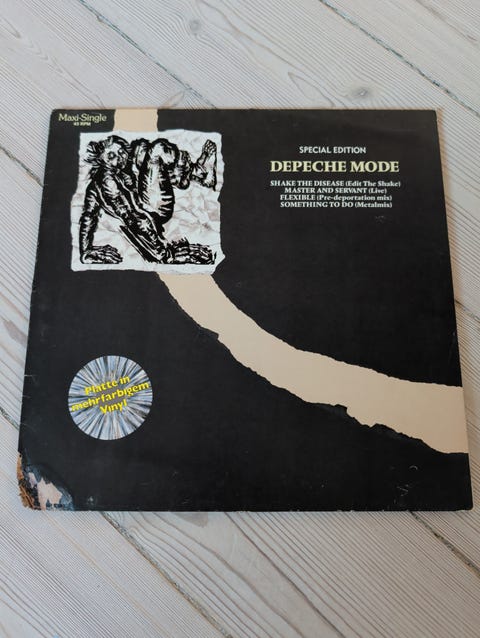 Maxi-Single
45 RPM
SPECIAL EDITION
DEPECHE MODE
SHAKE THE DISEASE (Edit The Shake)
MASTER AND SERVANT (Live)
FLEXIBLE (Pre-deportation mix)
SOMETHING TO DO (Metalmix)
Platte in
mehrfarbigem
Vinyl